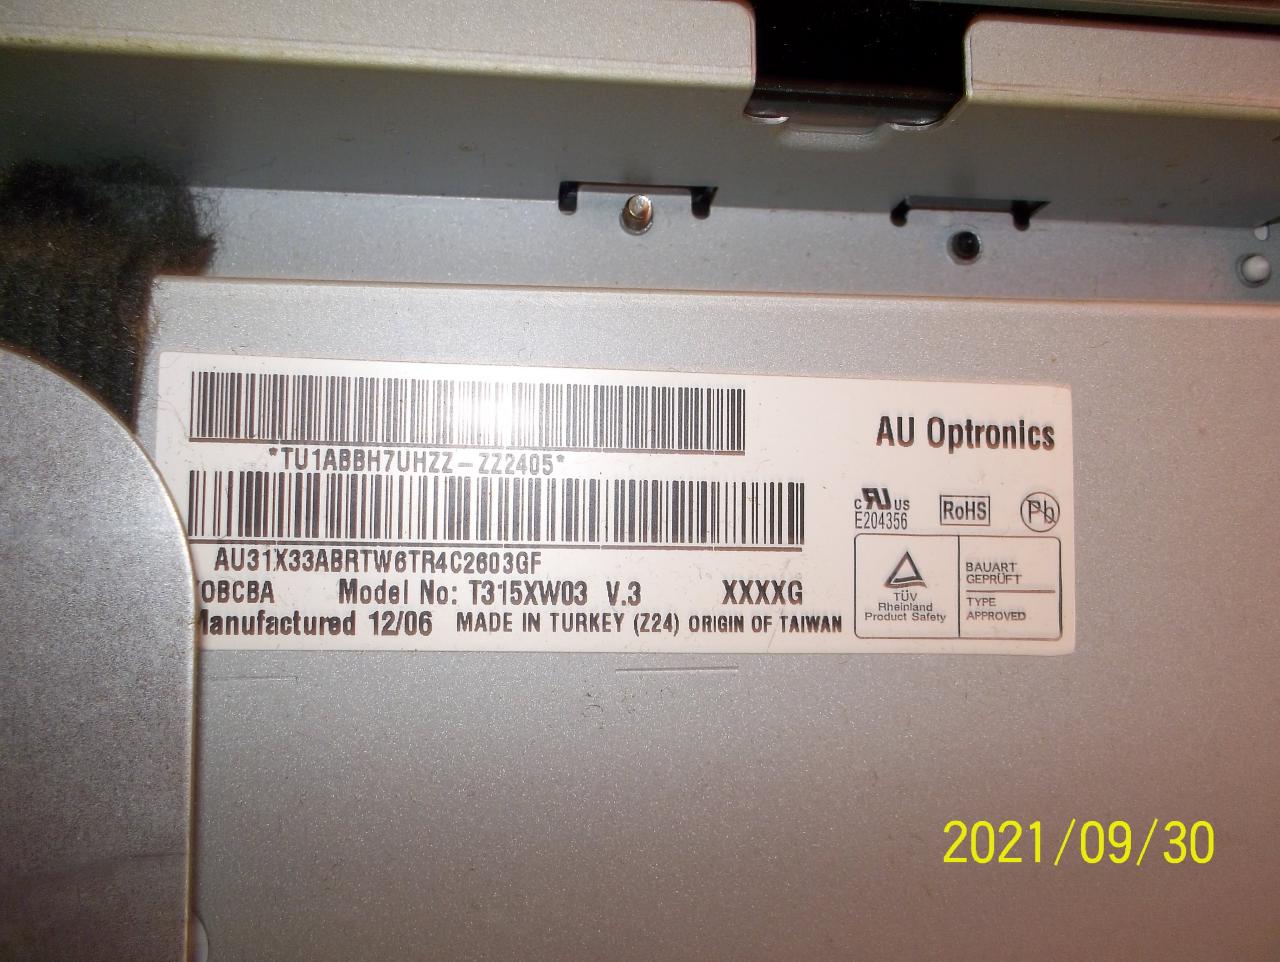 *TU1ABBH7UHZZ-ZZ2405*
AU Optronics
AU31X33ABRTW6TR4C2603GF
c RU US
E204356
RoHS
Pb
Model No: T315XW03 V.3 XXXXG
Manufactured 12/06 MADE IN TURKEY (Z24) ORIGIN OF TAIWAN
TÜV
Rheinland
Product Safety
BAUART
GEPRÜFT
TYPE
APPROVED
2021/09/30